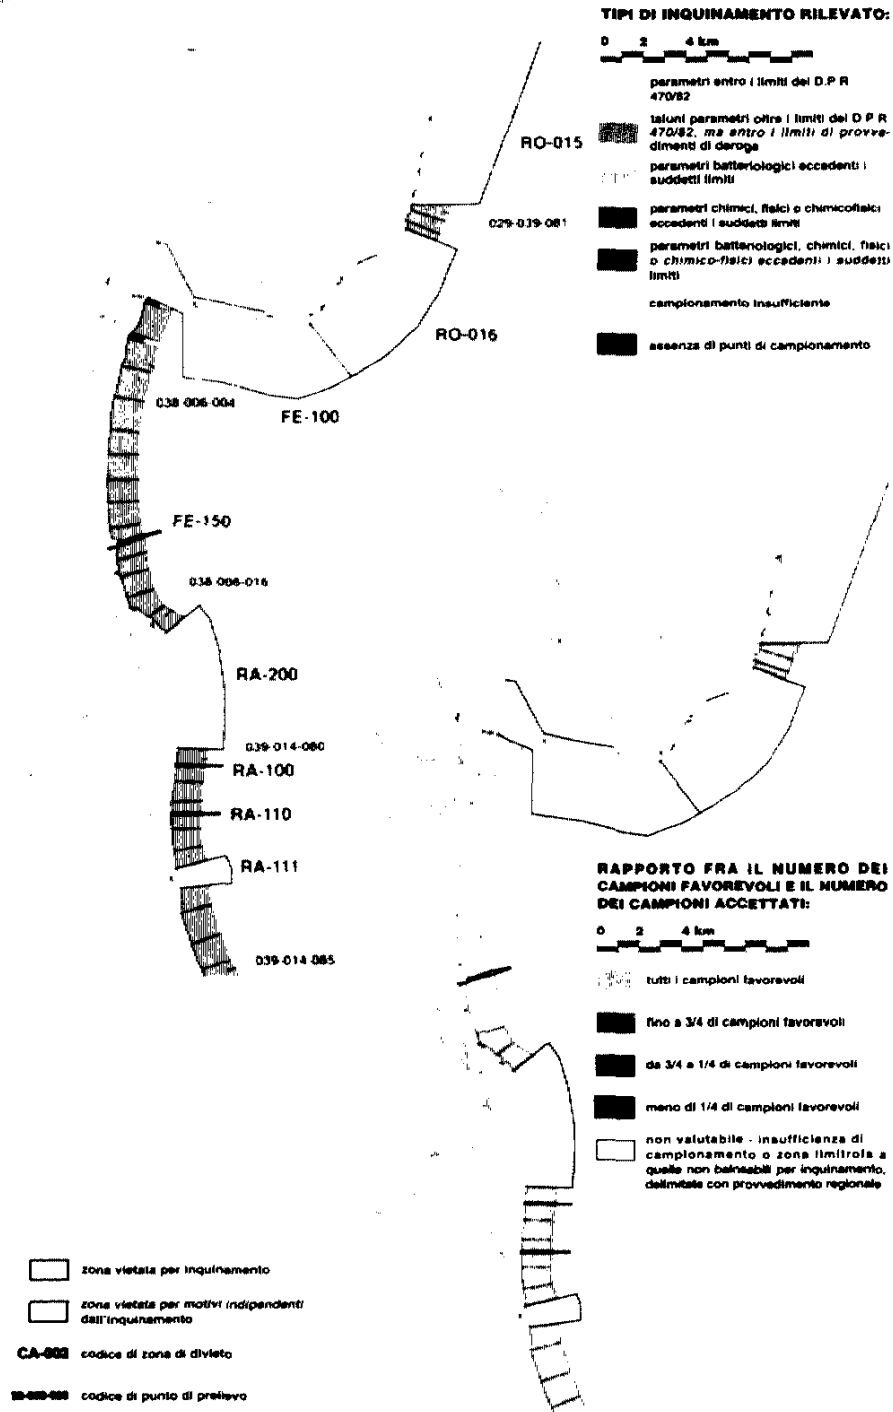 TIPI DI INQUINAMENTO RILEVATO:
0 2 4 km
parametri entro i limiti del D.P R
470/82
taluni parametri oltre i limiti del D P R
470/82, ma entro i limiti di provve-
dimenti di deroga
parametri batteriologici eccedenti i
suddetti limiti
parametri chimici, fisici o chimicofisici
eccedenti i suddetti limiti
parametri batteriologici, chimici, fisici
o chimico-fisici eccedenti i suddetti
limiti
campionamento insufficiente
assenza di punti di campionamento
RO-015
029-039-081
RO-016
038-006-004
FE-100
FE-150
038-006-016
RA-200
039-014-080
RA-100
RA-110
RA-111
039-014-085
RAPPORTO FRA IL NUMERO DEI
CAMPIONI FAVOREVOLI E IL NUMERO
DEI CAMPIONI ACCETTATI:
0 2 4 km
tutti i campioni favorevoli
fino a 3/4 di campioni favorevoli
da 3/4 a 1/4 di campioni favorevoli
meno di 1/4 di campioni favorevoli
non valutabile - insufficienza di
campionamento o zona limitrofa a
quelle non balneabili per inquinamento,
delimitate con provvedimento regionale
zona vietata per inquinamento
zona vietata per motivi indipendenti
dall'inquinamento
CA-002 codice di zona di divieto
codice di punto di prelievo